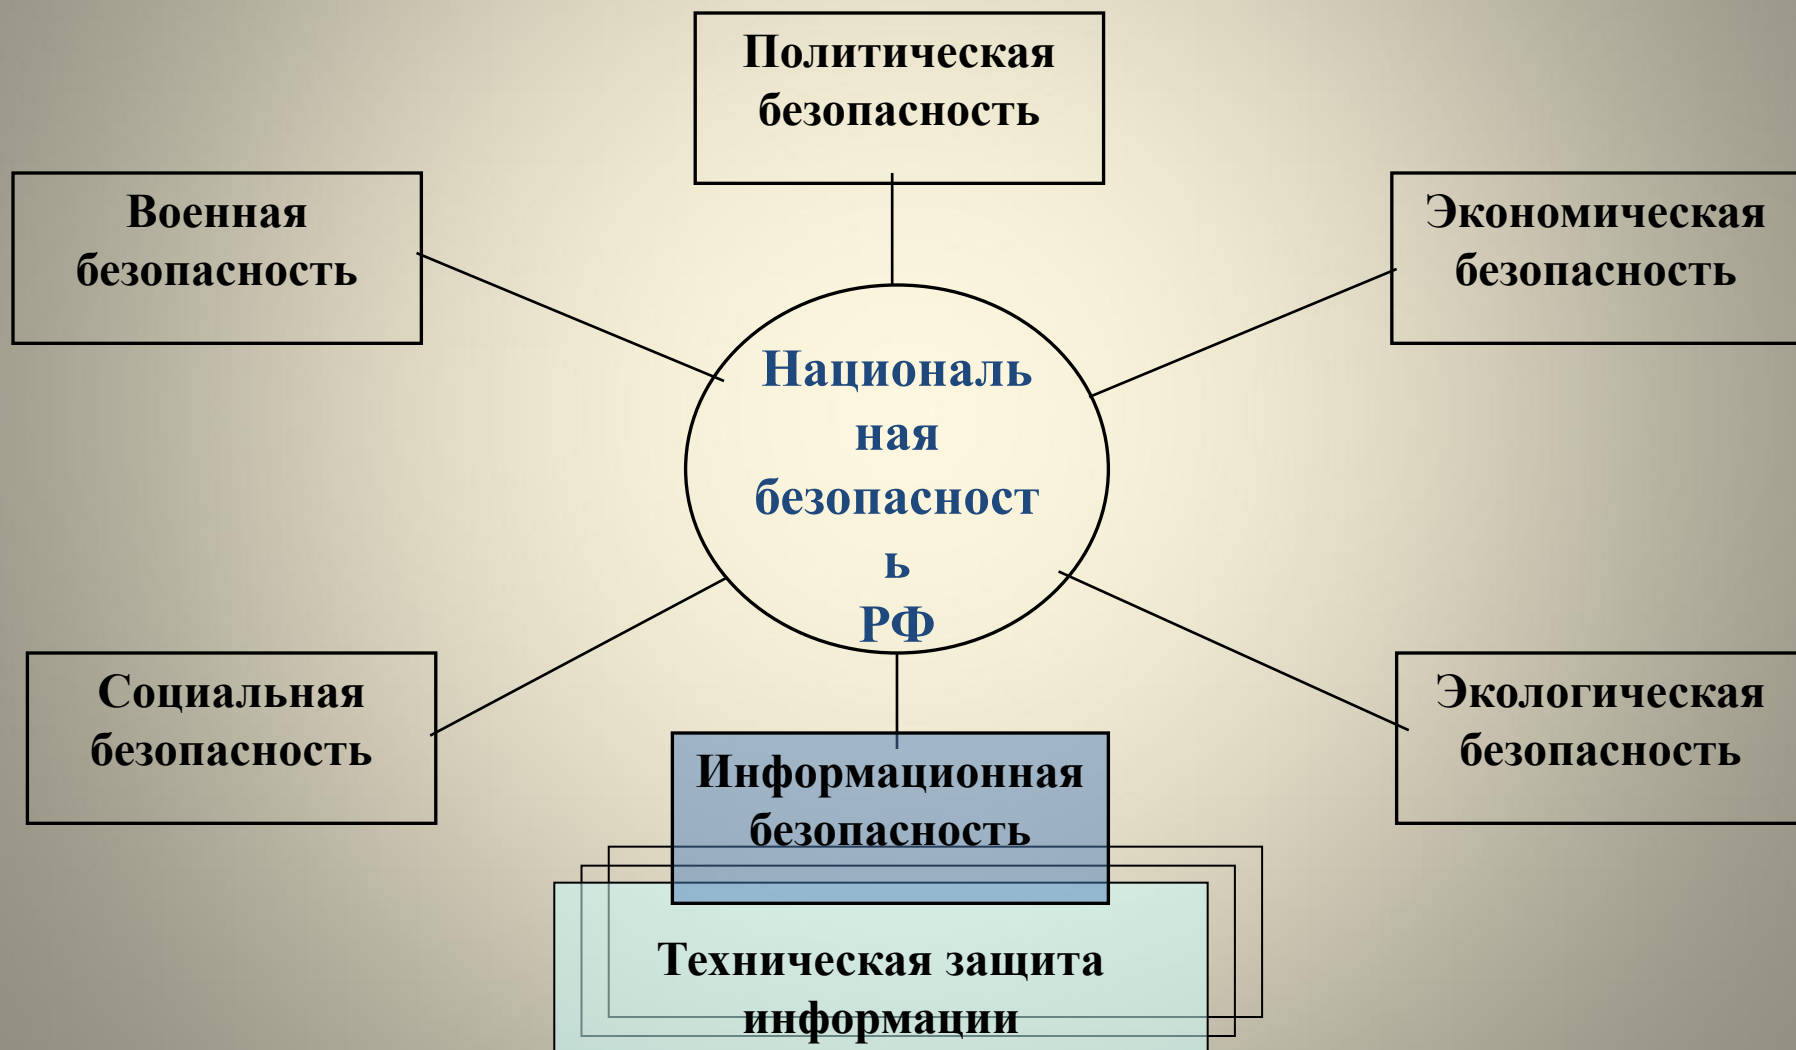 Политическая
безопасность
Военная
безопасность
Экономическая
безопасность
Националь
ная
безопасност
ь
РФ
Социальная
безопасность
Экологическая
безопасность
Информационная
безопасность
Техническая защита
информации